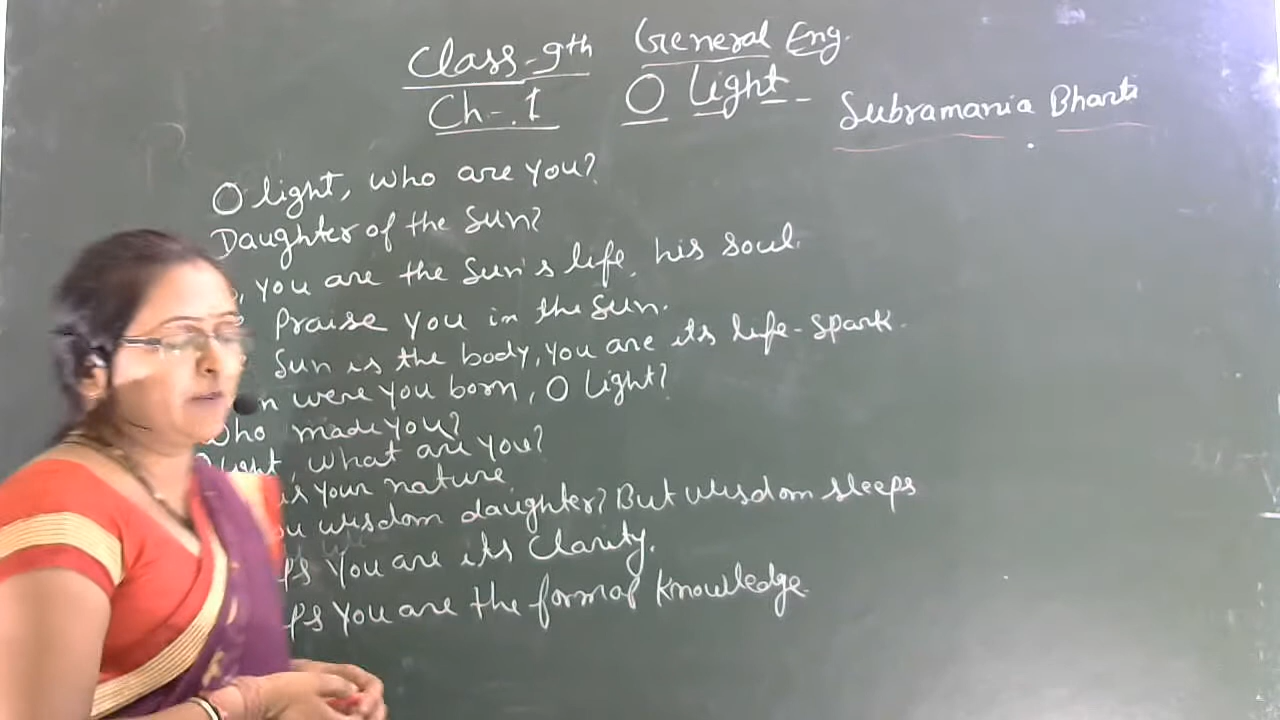 Class-9th General Eng.
Ch-.1 O Light - Subramania Bharti
O light, who are you?
Daughter of the sun?
, you are the sun's life, his soul.
Praise you in the sun.
Sun is the body, you are its life-spark.
were you born, O light?
Who made you?
light, what are you?
is your nature
wisdom daughter? But wisdom sleeps
you are its clarity.
you are the form of knowledge.